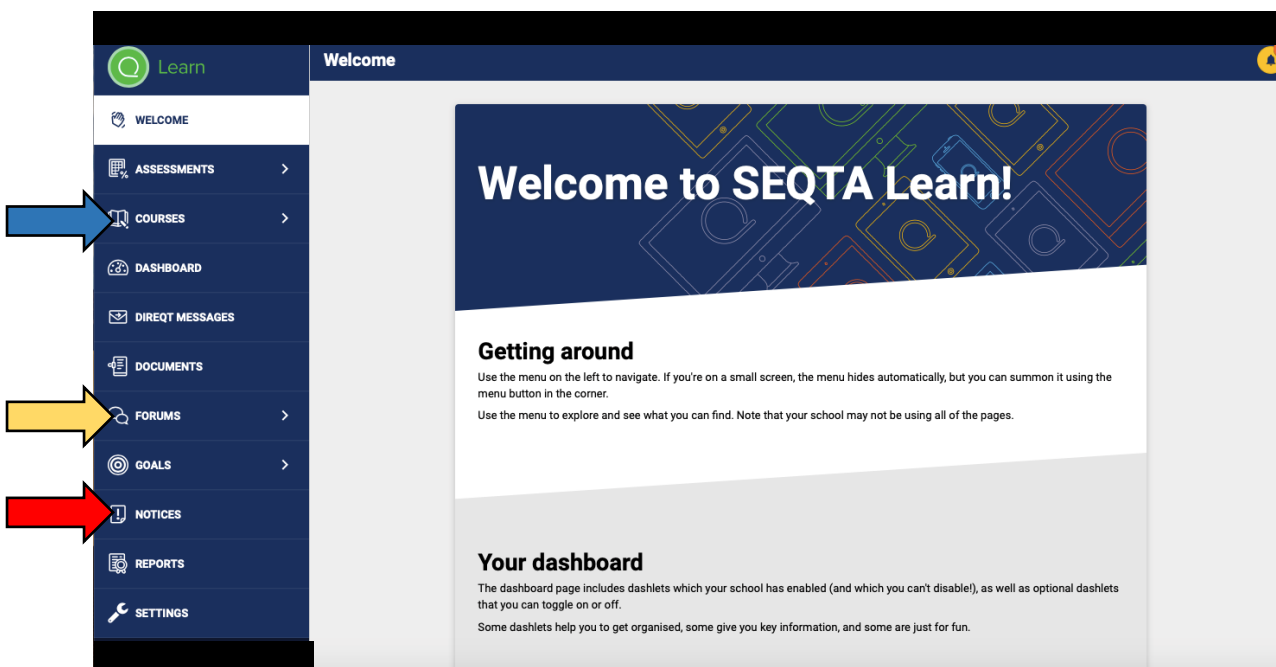 Learn
Welcome
WELCOME
ASSESSMENTS
COURSES
DASHBOARD
DIREQT MESSAGES
DOCUMENTS
FORUMS
GOALS
NOTICES
REPORTS
SETTINGS
Welcome to SEQTA Learn!
Getting around
Use the menu on the left to navigate. If you're on a small screen, the menu hides automatically, but you can summon it using the
menu button in the corner.
Use the menu to explore and see what you can find. Note that your school may not be using all of the pages.
Your dashboard
The dashboard page includes dashlets which your school has enabled (and which you can't disable!), as well as optional dashlets
that you can toggle on or off.
Some dashlets help you to get organised, some give you key information, and some are just for fun.